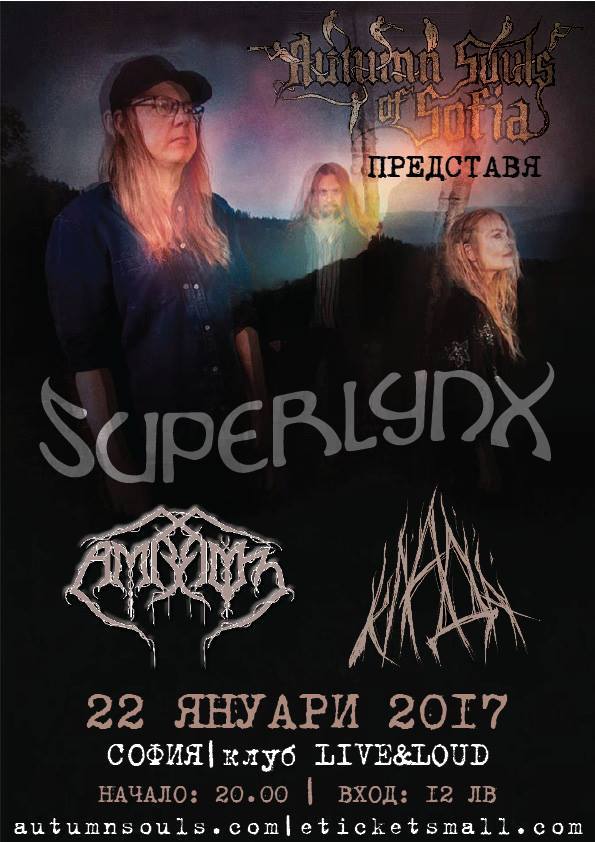 Autumn Souls
of Sofia
ПРЕДСТАВЯ
SUPERLYNX
22 ЯНУАРИ 2017
СОФИЯ|клуб LIVE&LOUD
НАЧАЛО: 20.00 | ВХОД: 12 ЛВ
autumnsouls.com|eticketsmall.com